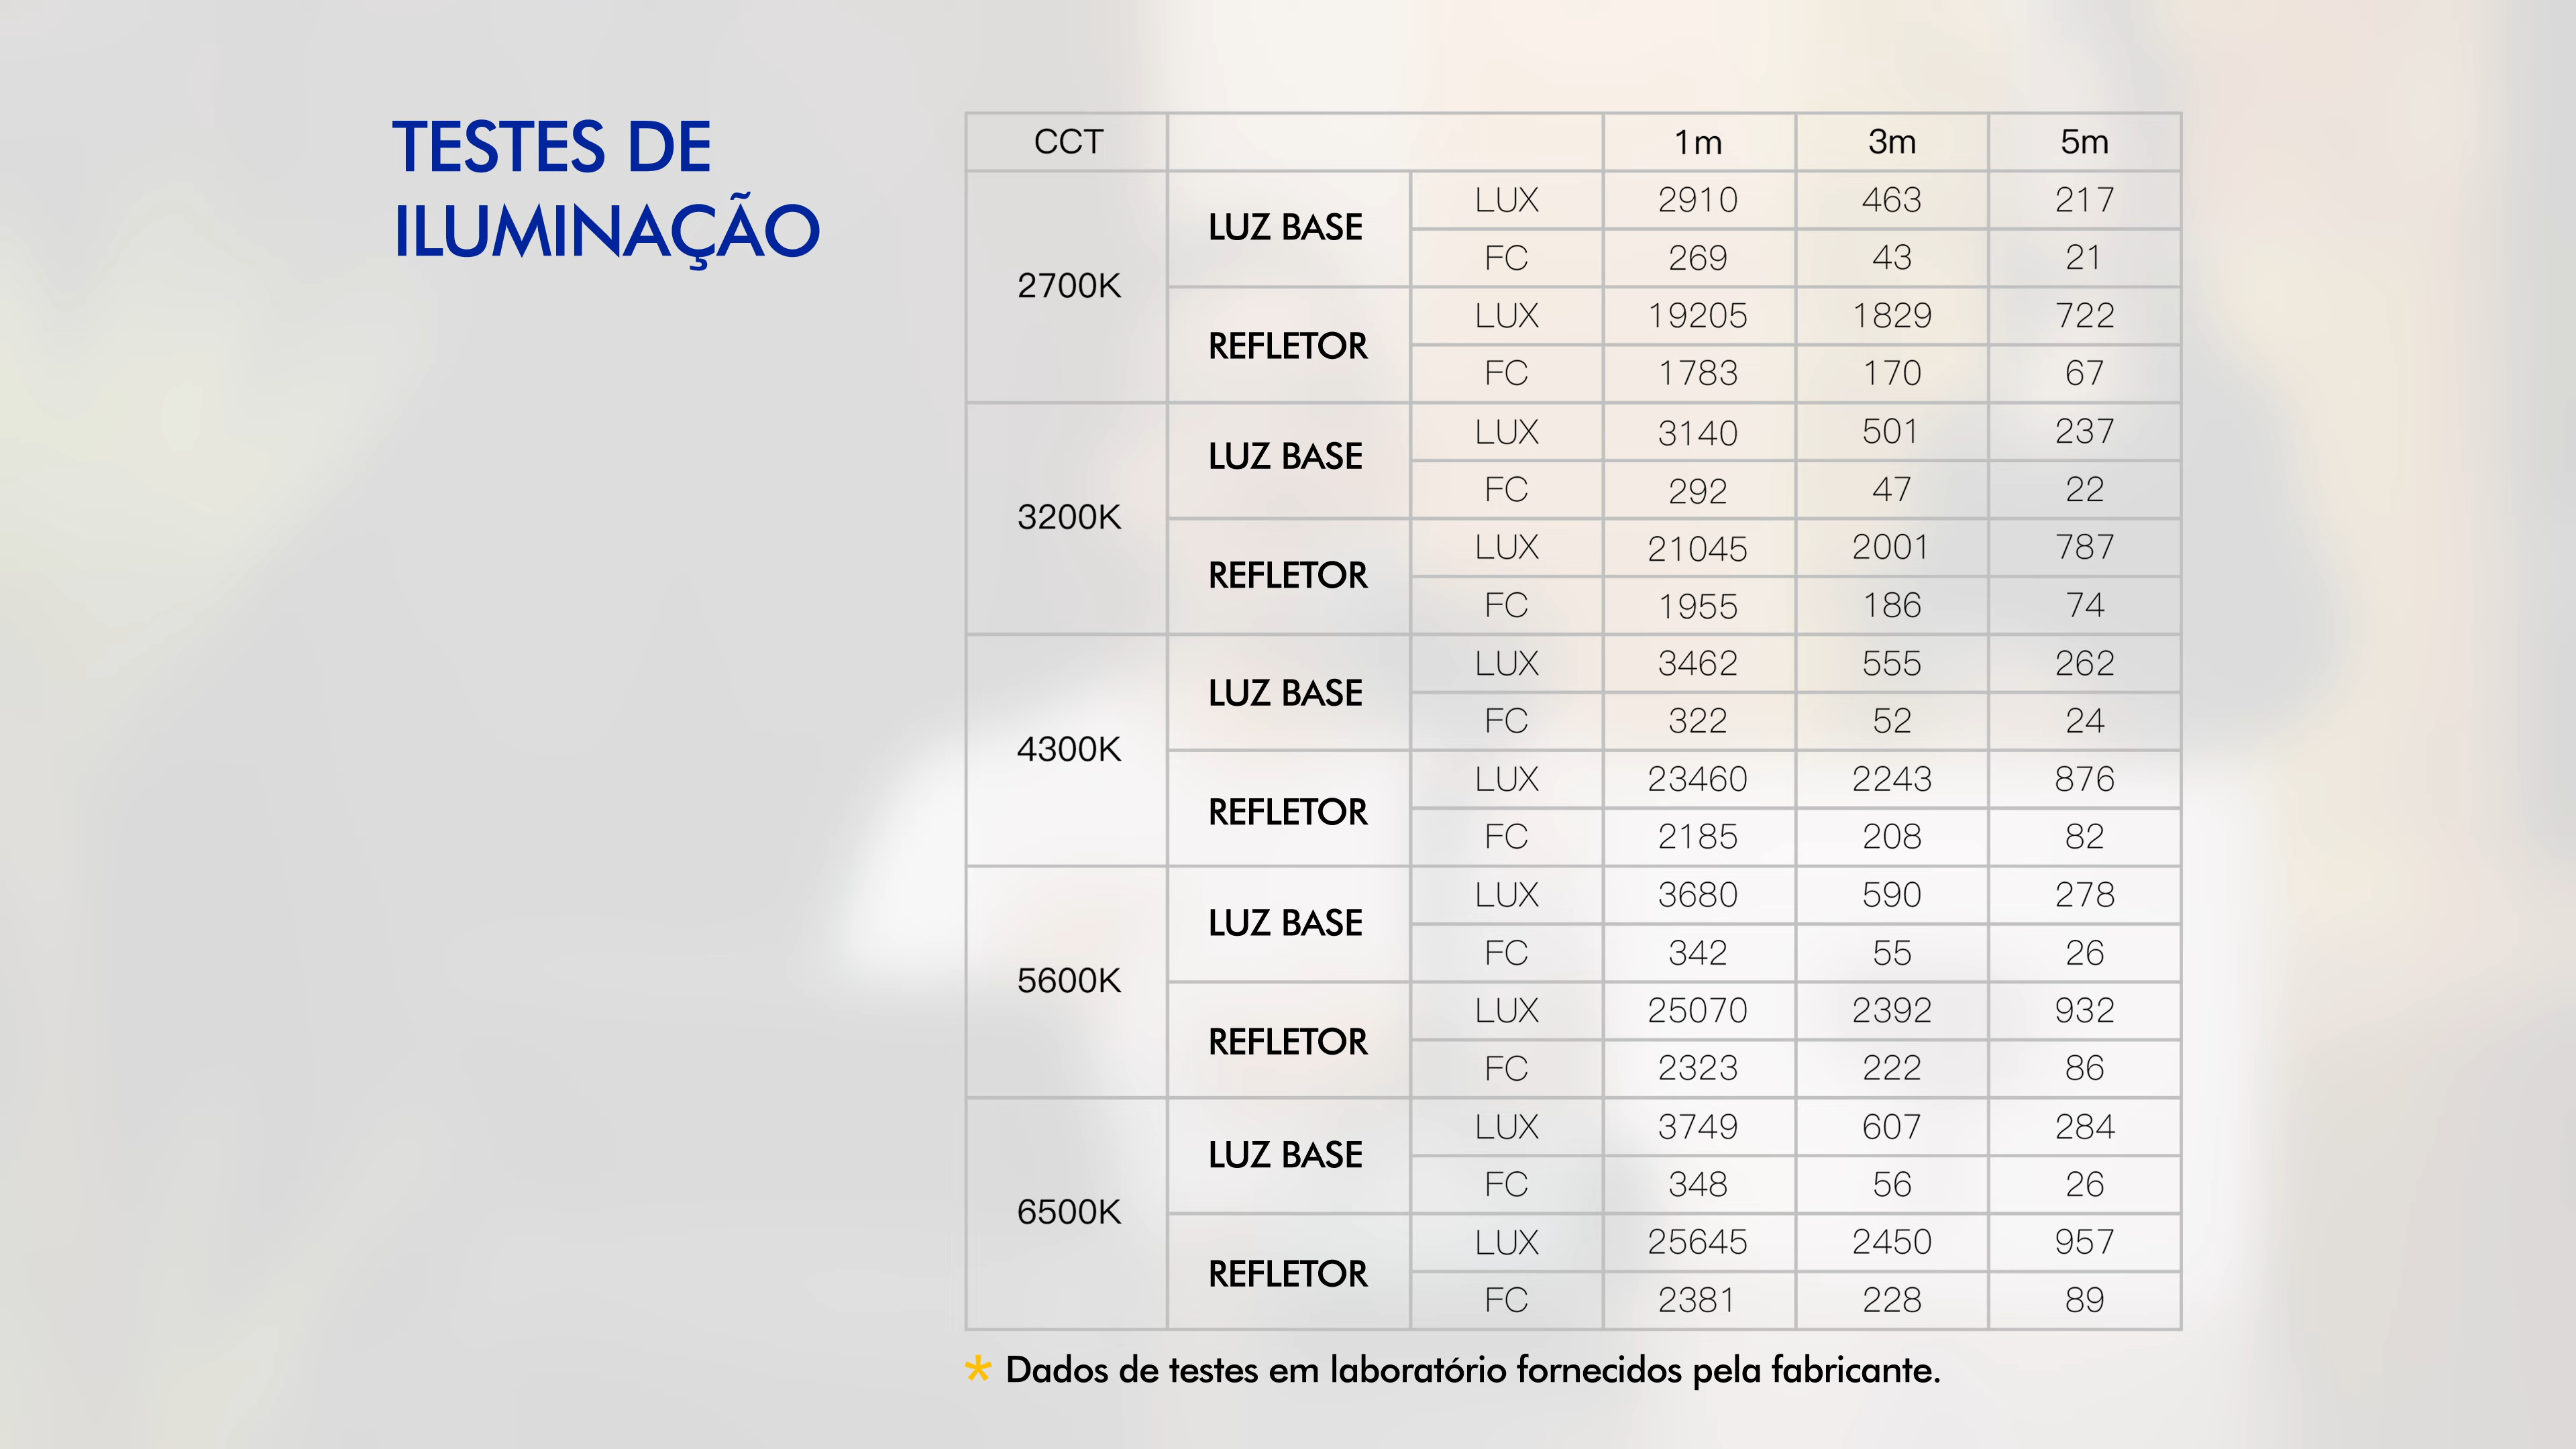 TESTES DE
ILUMINAÇÃO
CCT 1m 3m 5m
2700K LUZ BASE LUX 2910 463 217
FC 269 43 21
REFLETOR LUX 19205 1829 722
FC 1783 170 67
3200K LUZ BASE LUX 3140 501 237
FC 292 47 22
REFLETOR LUX 21045 2001 787
FC 1955 186 74
4300K LUZ BASE LUX 3462 555 262
FC 322 52 24
REFLETOR LUX 23460 2243 876
FC 2185 208 82
5600K LUZ BASE LUX 3680 590 278
FC 342 55 26
REFLETOR LUX 25070 2392 932
FC 2323 222 86
6500K LUZ BASE LUX 3749 607 284
FC 348 56 26
REFLETOR LUX 25645 2450 957
FC 2381 228 89
* Dados de testes em laboratório fornecidos pela fabricante.